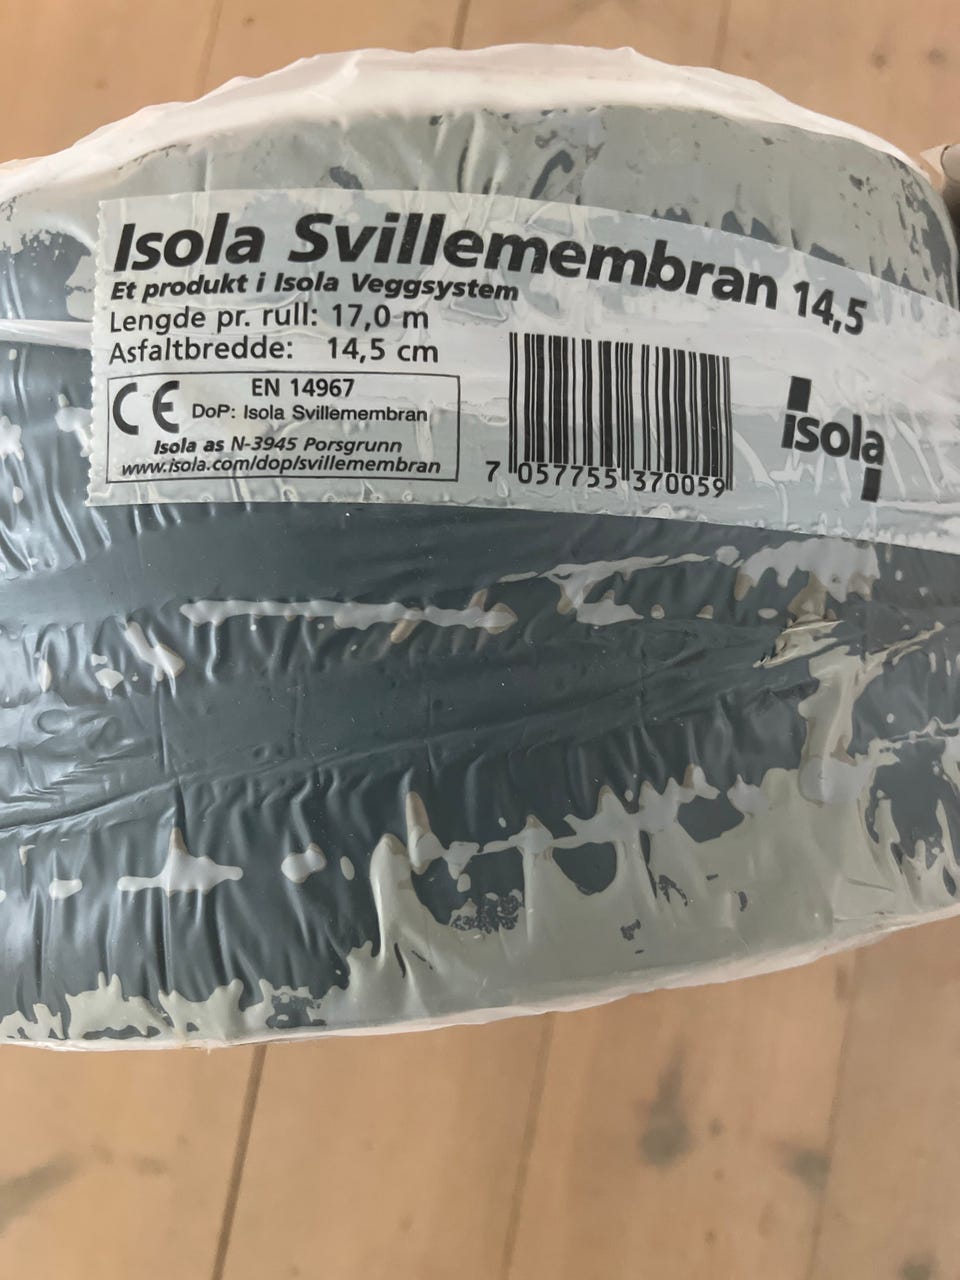 Isola Svillemembran 14,5
Et produkt i Isola Veggsystem
Lengde pr. rull: 17,0 m
Asfaltbredde: 14,5 cm
CE
EN 14967
DoP: Isola Svillemembran
Isola as N-3945 Porsgrunn
www.isola.com/dop/svillemembran
7 057755 370059
isola